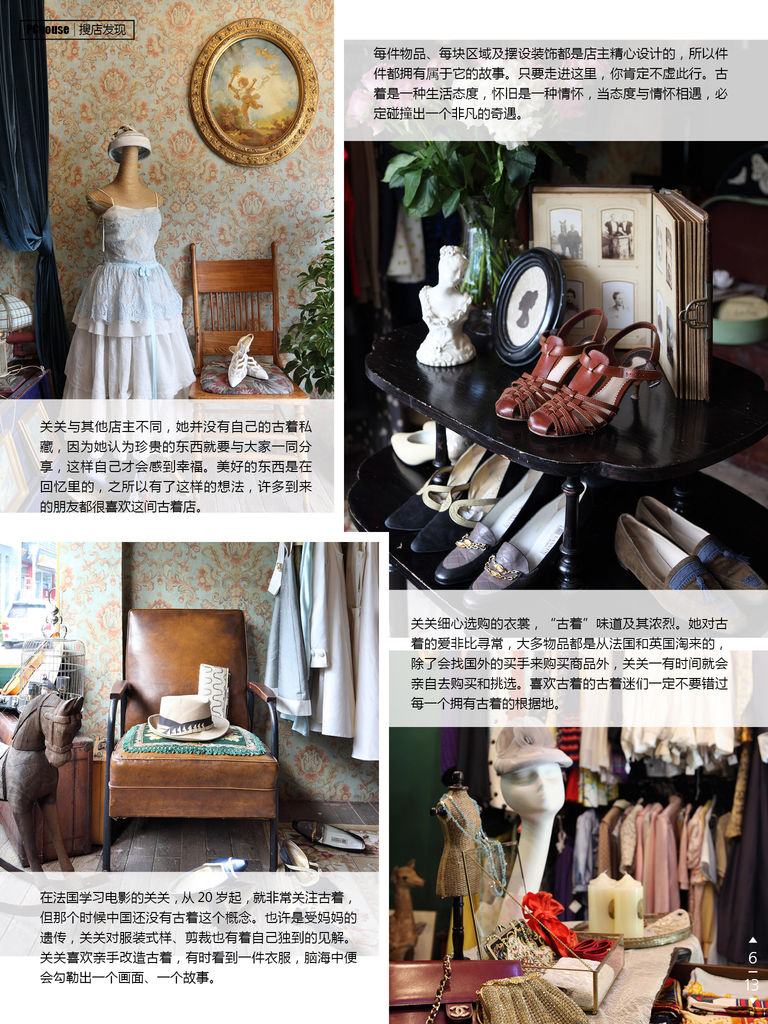 PChouse | 搜店发现
每件物品、每块区域及摆设装饰都是店主精心设计的，所以件
件都拥有属于它的故事。只要走进这里，你肯定不虚此行。古
着是一种生活态度，怀旧是一种情怀，当态度与情怀相遇，必
定碰撞出一个非凡的奇遇。
关关与其他店主不同，她并没有自己的古着私
藏，因为她认为珍贵的东西就要与大家一同分
享，这样自己才会感到幸福。美好的东西是在
回忆里的，之所以有了这样的想法，许多到来
的朋友都很喜欢这间古着店。
关关细心选购的衣裳，“古着”味道及其浓烈。她对古
着的爱非比寻常，大多物品都是从法国和英国淘来的，
除了会找国外的买手来购买商品外，关关一有时间就会
亲自去购买和挑选。喜欢古着的古着迷们一定不要错过
每一个拥有古着的根据地。
在法国学习电影的关关，从 20 岁起，就非常关注古着，
但那个时候中国还没有古着这个概念。也许是受妈妈的
遗传，关关对服装式样、剪裁也有着自己独到的见解。
关关喜欢亲手改造古着，有时看到一件衣服，脑海中便
会勾勒出一个画面、一个故事。
6
13